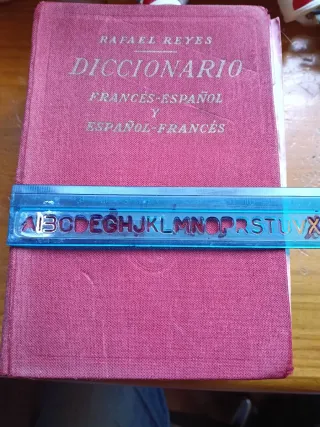 RAFAEL REYES
DICCIONARIO
FRANCÉS-ESPAÑOL
Y
ESPAÑOL-FRANCÉS
ABCDEGHJKLMNOPRSTUVX